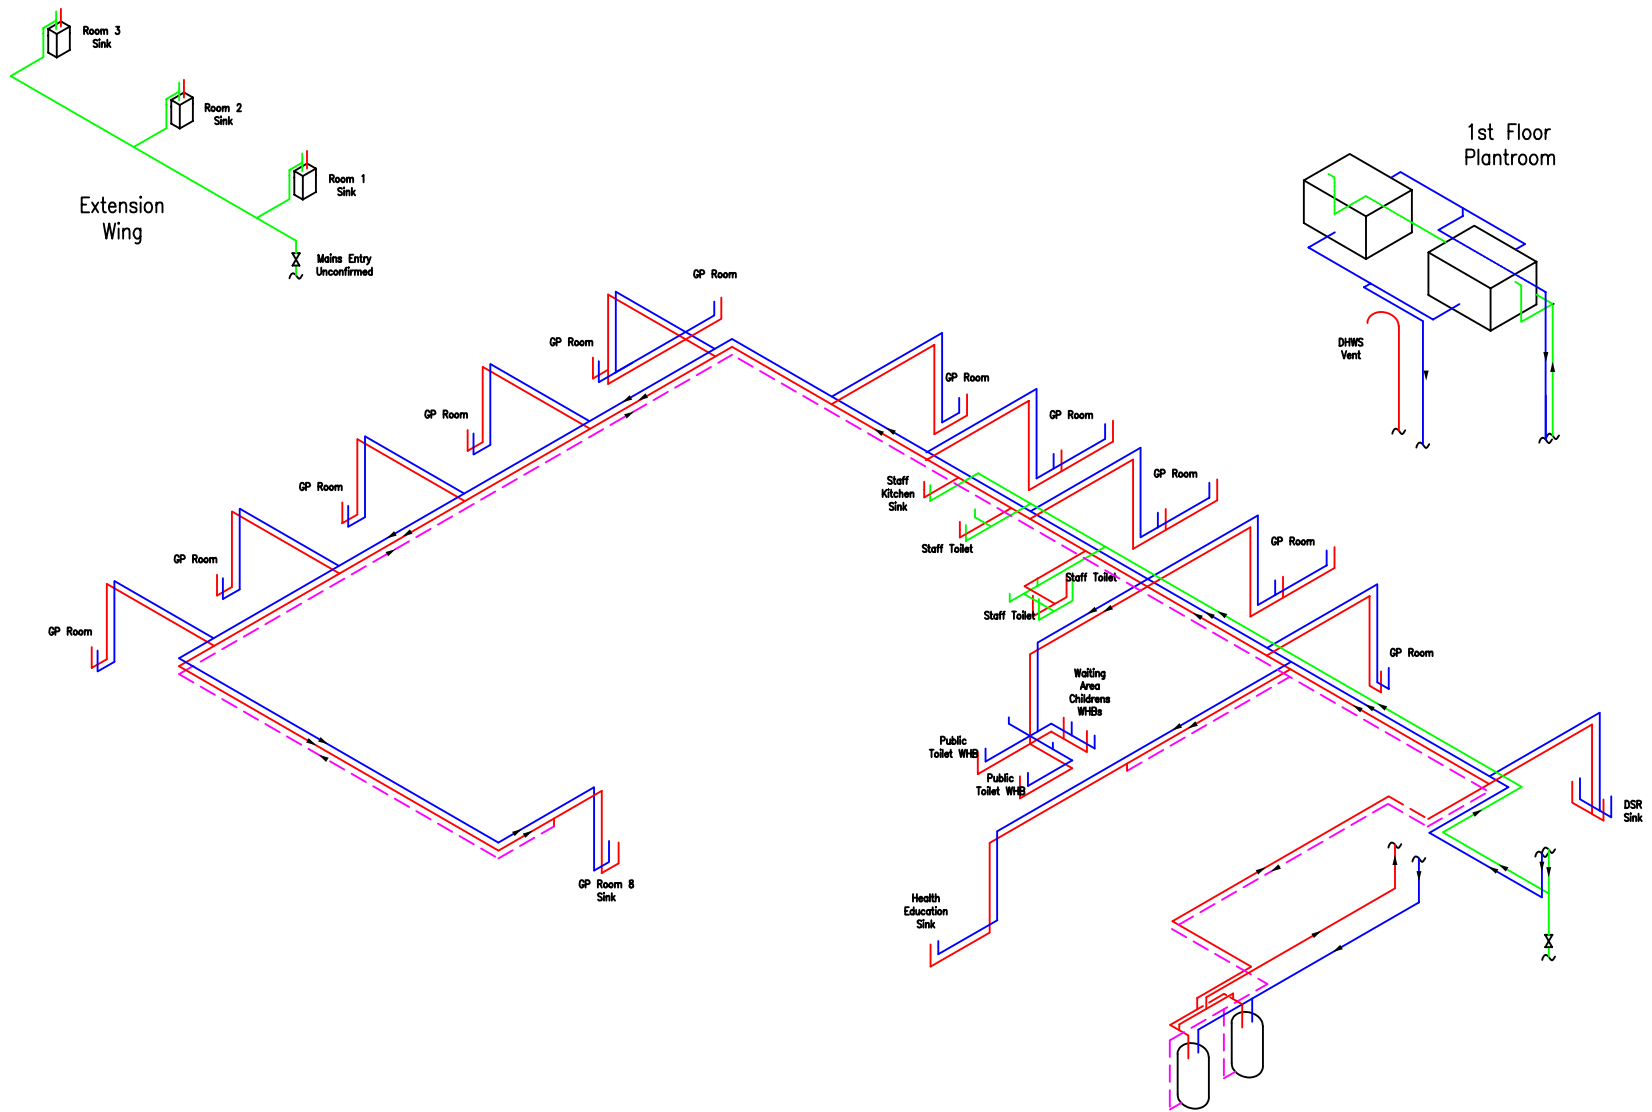 Room 3
Sink
Room 2
Sink
Room 1
Sink
Extension
Wing
Mains Entry
Unconfirmed
1st Floor
Plantroom
DHWS
Vent
GP Room
GP Room
GP Room
GP Room
GP Room
GP Room
GP Room
GP Room
GP Room
GP Room
GP Room
Staff
Kitchen
Sink
Staff Toilet
Staff Toilet
Staff Toilet
Waiting
Area
Childrens
WHBs
Public
Toilet WHB
Public
Toilet WHB
DSR
Sink
GP Room 8
Sink
Health
Education
Sink